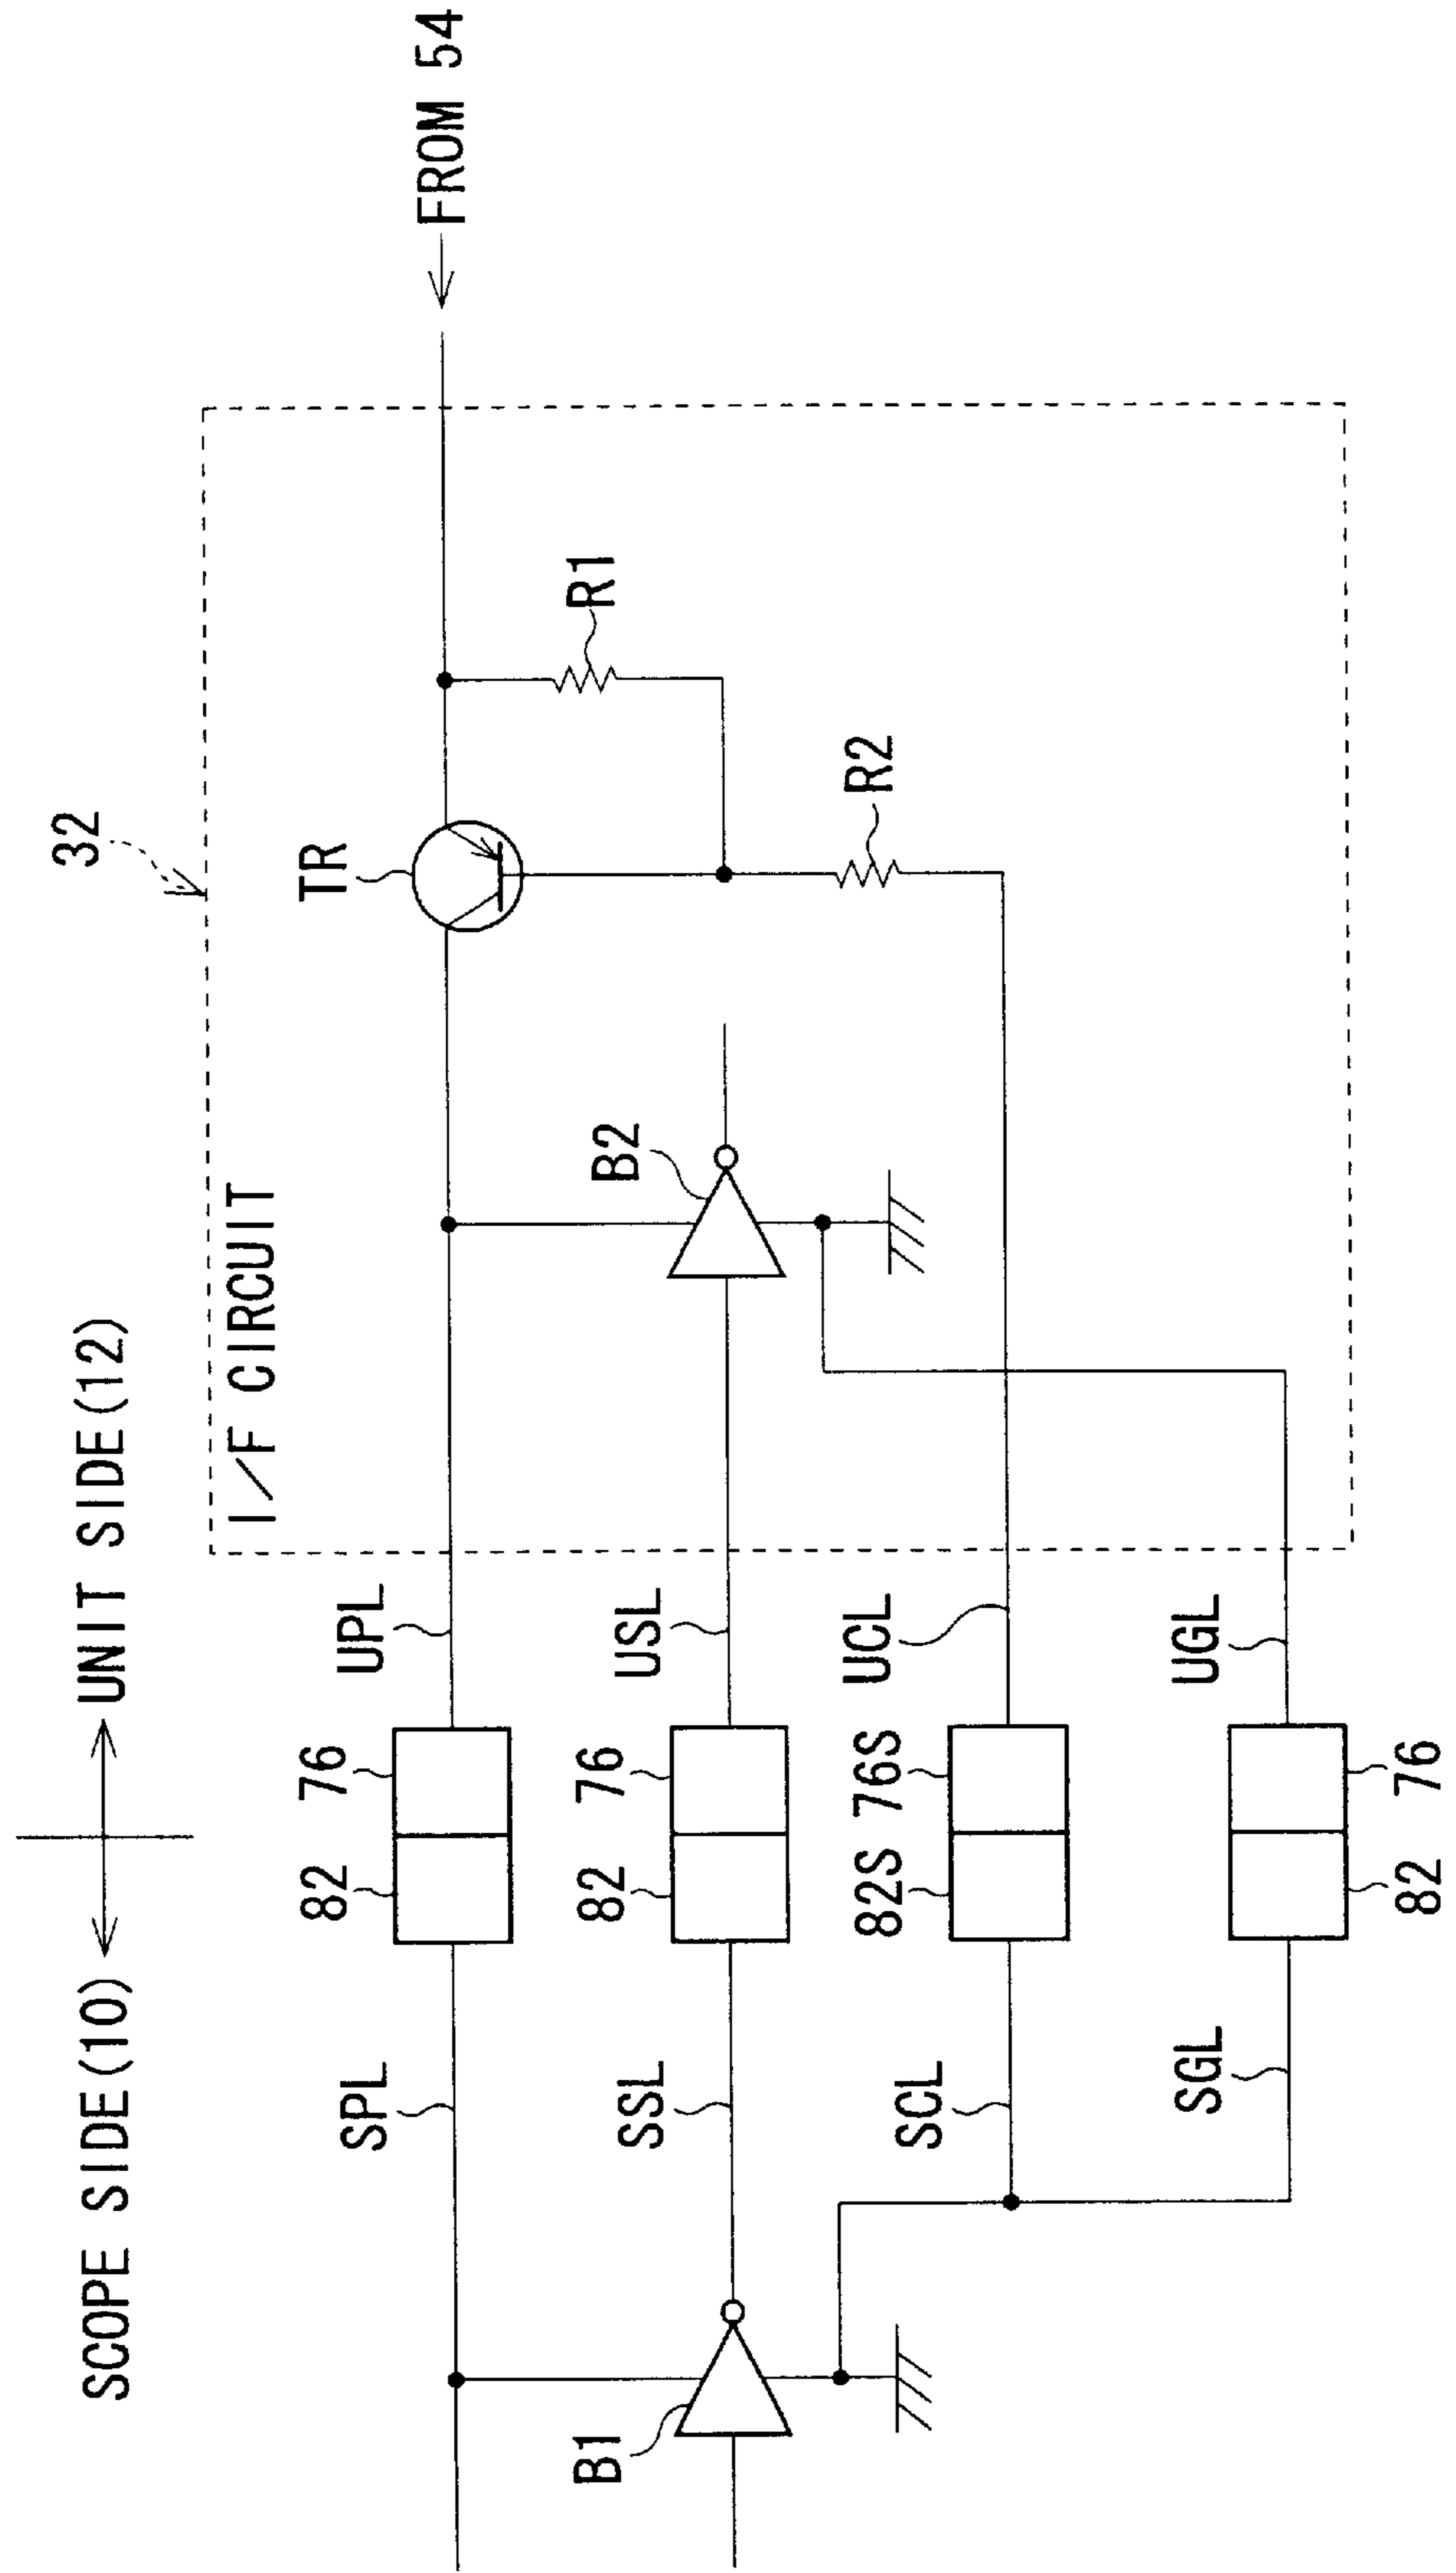 SCOPE SIDE(10)
UNIT SIDE(12)
32
I/F CIRCUIT
FROM 54
TR
SPL
82
76
UPL
R1
B2
B1
SSL
82
76
USL
R2
SCL
82S
76S
UCL
SGL
UGL
82
76